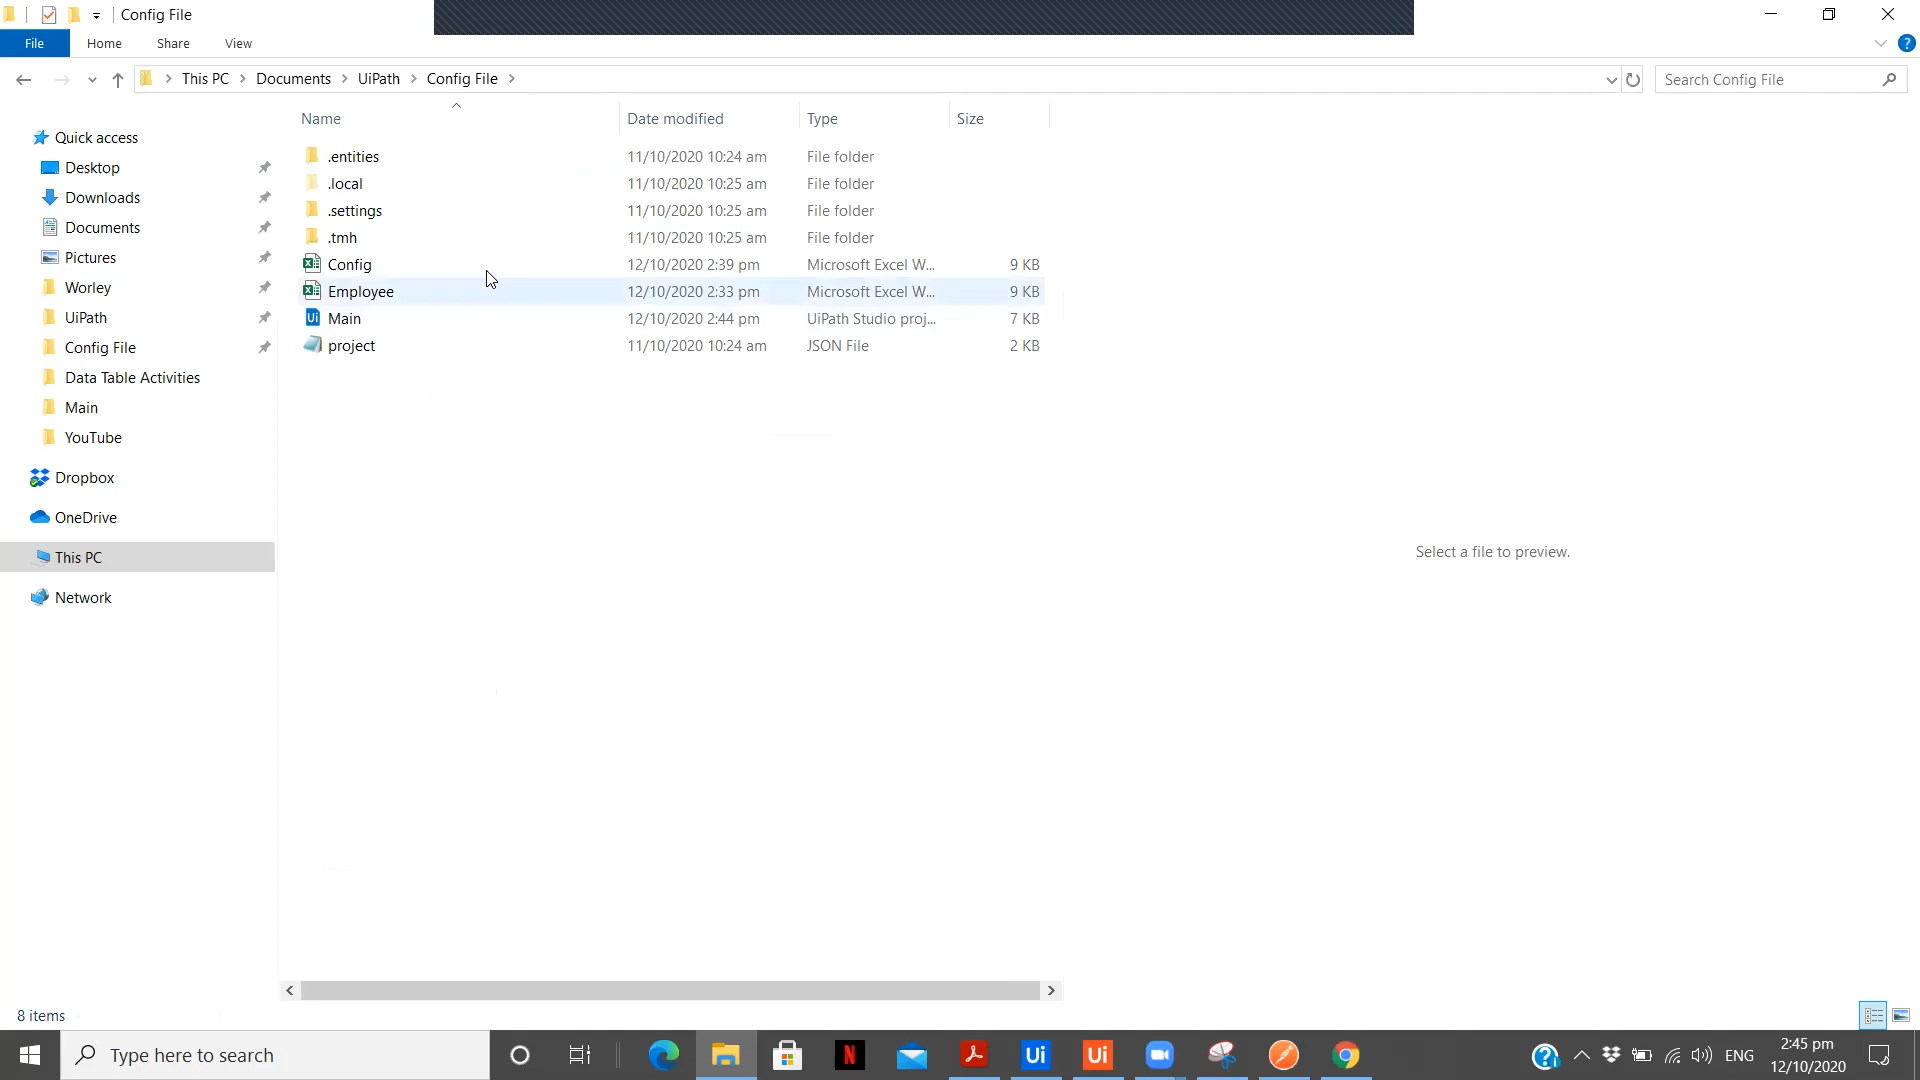 Config File
File Home Share View
This PC Documents UiPath Config File
Search Config File
Name Date modified Type Size
Quick access
Desktop
Downloads
Documents
Pictures
Worley
UiPath
Config File
Data Table Activities
Main
YouTube
Dropbox
OneDrive
This PC
Network
.entities 11/10/2020 10:24 am File folder
.local 11/10/2020 10:25 am File folder
.settings 11/10/2020 10:25 am File folder
.tmh 11/10/2020 10:25 am File folder
Config 12/10/2020 2:39 pm Microsoft Excel W... 9 KB
Employee 12/10/2020 2:33 pm Microsoft Excel W... 9 KB
Main 12/10/2020 2:44 pm UiPath Studio proj... 7 KB
project 11/10/2020 10:24 am JSON File 2 KB
Select a file to preview.
8 items
Type here to search
N
Ui
Ui
ENG
2:45 pm
12/10/2020